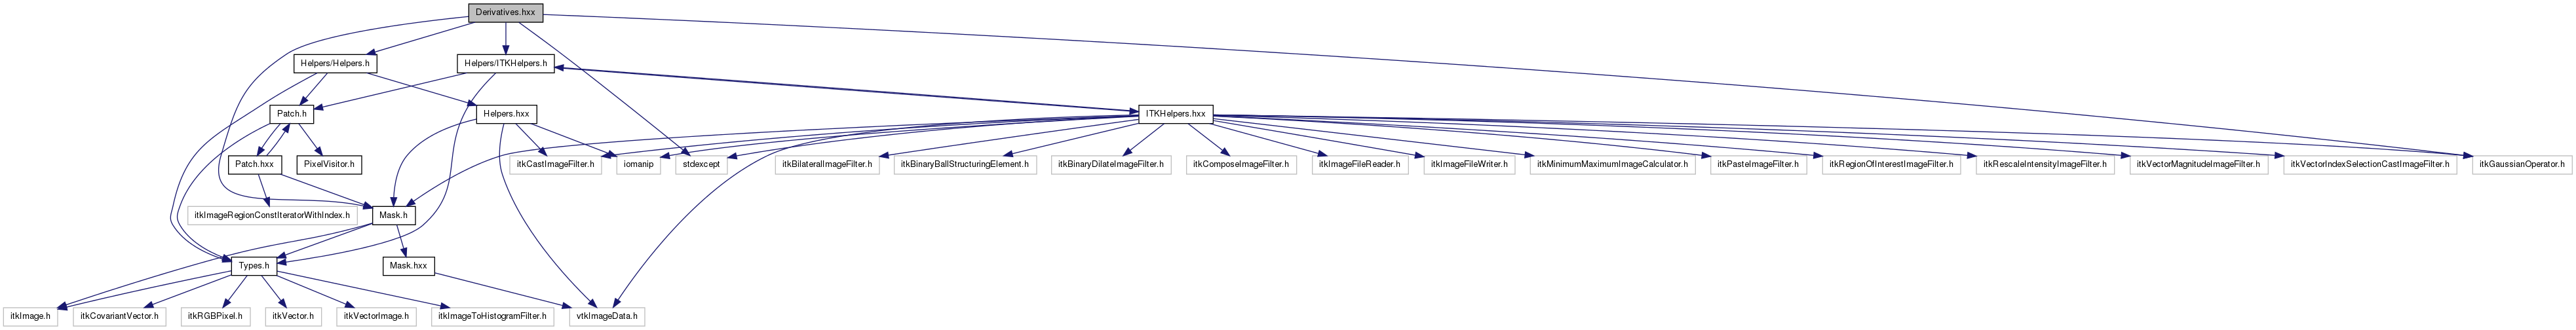 Derivatives.hxx
Helpers/Helpers.h
Helpers/ITKHelpers.h
Patch.h
Helpers.hxx
ITKHelpers.hxx
Patch.hxx
PixelVisitor.h
itkCastImageFilter.h
iomanip
stdexcept
itkBilateralImageFilter.h
itkBinaryBallStructuringElement.h
itkBinaryDilateImageFilter.h
itkComposeImageFilter.h
itkImageFileReader.h
itkImageFileWriter.h
itkMinimumMaximumImageCalculator.h
itkPasteImageFilter.h
itkRegionOfInterestImageFilter.h
itkRescaleIntensityImageFilter.h
itkVectorMagnitudeImageFilter.h
itkVectorIndexSelectionCastImageFilter.h
itkGaussianOperator.h
itkImageRegionConstIteratorWithIndex.h
Mask.h
Types.h
Mask.hxx
itkImage.h
itkCovariantVector.h
itkRGBPixel.h
itkVector.h
itkVectorImage.h
itkImageToHistogramFilter.h
vtkImageData.h